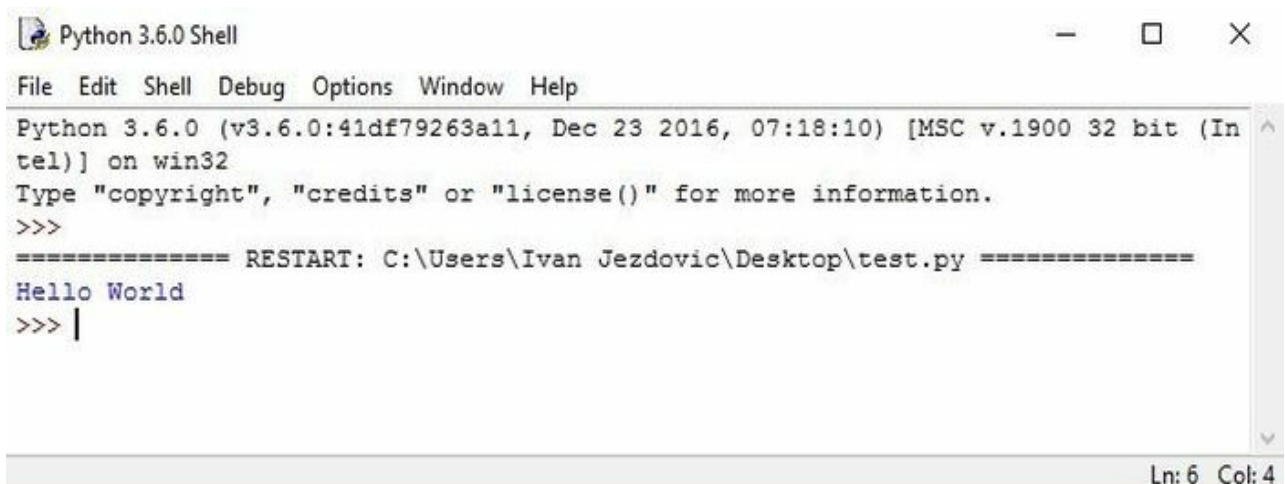 Python 3.6.0 Shell
File Edit Shell Debug Options Window Help
Python 3.6.0 (v3.6.0:41df79263a11, Dec 23 2016, 07:18:10) [MSC v.1900 32 bit (In
tel)] on win32
Type "copyright", "credits" or "license()" for more information.
>>>
============== RESTART: C:\Users\Ivan Jezdovic\Desktop\test.py ==============
Hello World
>>>
Ln: 6 Col: 4